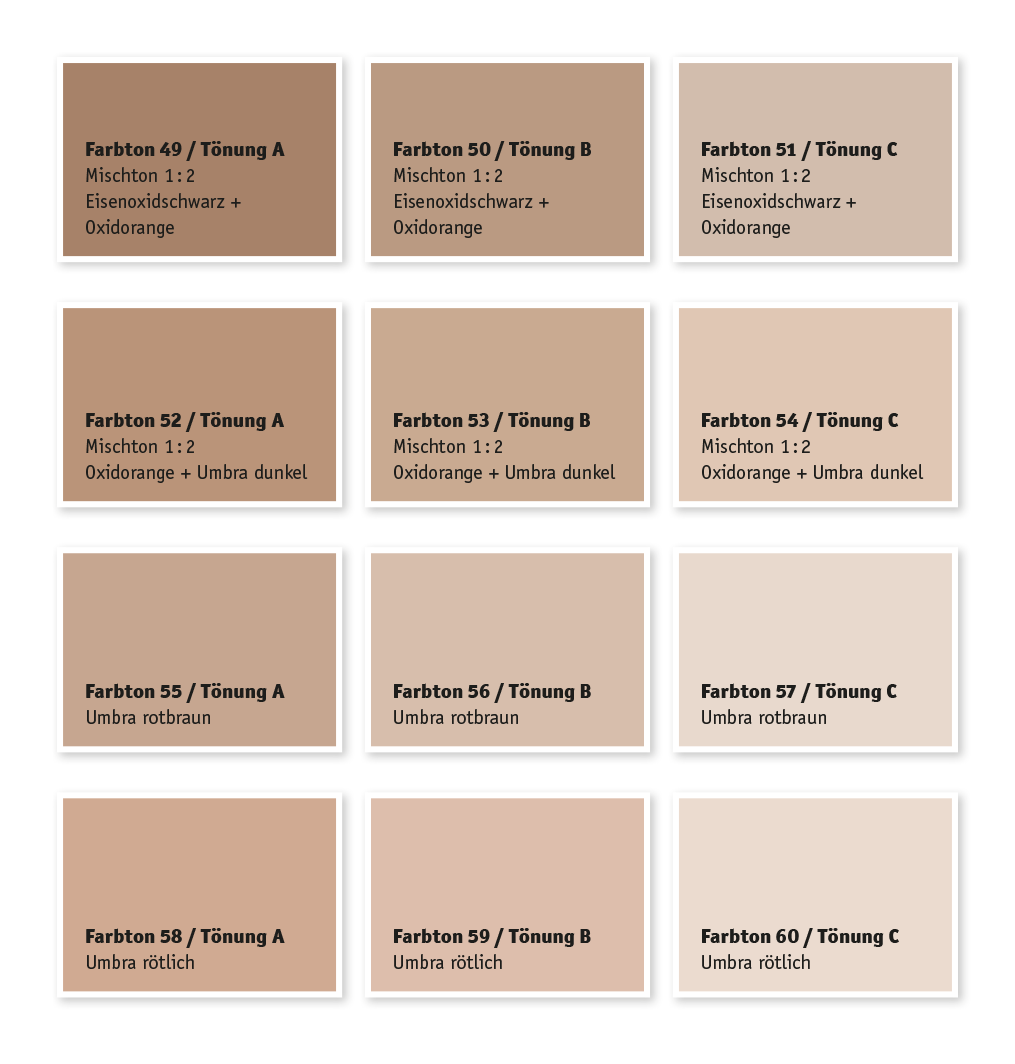 Farbton 49 / Tönung A
Mischton 1:2
Eisenoxidschwarz +
Oxidorange
Farbton 50 / Tönung B
Mischton 1:2
Eisenoxidschwarz +
Oxidorange
Farbton 51 / Tönung C
Mischton 1:2
Eisenoxidschwarz +
Oxidorange
Farbton 52 / Tönung A
Mischton 1:2
Oxidorange + Umbra dunkel
Farbton 53 / Tönung B
Mischton 1:2
Oxidorange + Umbra dunkel
Farbton 54 / Tönung C
Mischton 1:2
Oxidorange + Umbra dunkel
Farbton 55 / Tönung A
Umbra rotbraun
Farbton 56 / Tönung B
Umbra rotbraun
Farbton 57 / Tönung C
Umbra rotbraun
Farbton 58 / Tönung A
Umbra rötlich
Farbton 59 / Tönung B
Umbra rötlich
Farbton 60 / Tönung C
Umbra rötlich